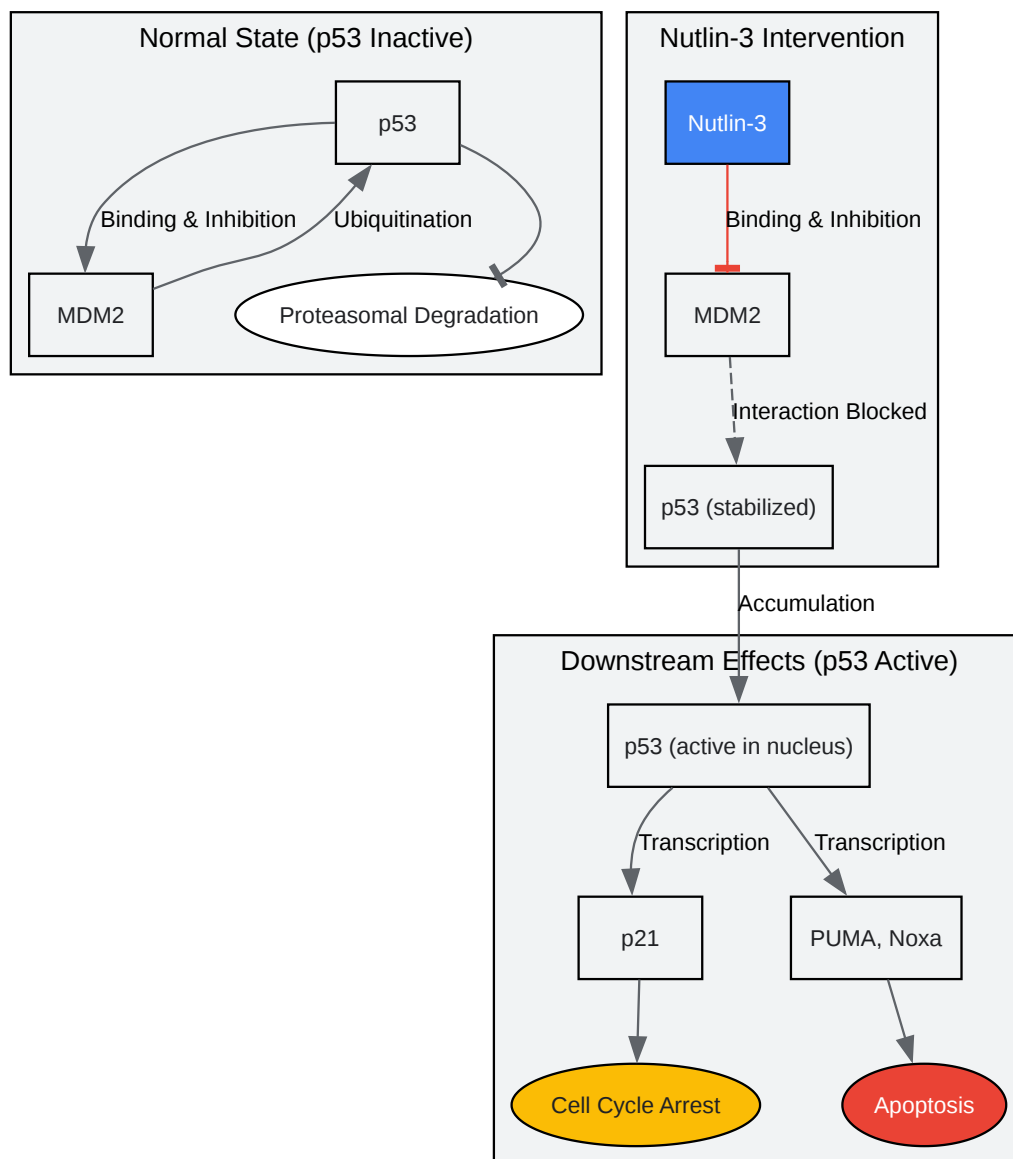 Normal State (p53 Inactive)
p53
Binding & Inhibition
Ubiquitination
MDM2
Proteasomal Degradation
Nutlin-3 Intervention
Nutlin-3
Binding & Inhibition
MDM2
Interaction Blocked
p53 (stabilized)
Accumulation
Downstream Effects (p53 Active)
p53 (active in nucleus)
Transcription
Transcription
p21
PUMA, Noxa
Cell Cycle Arrest
Apoptosis